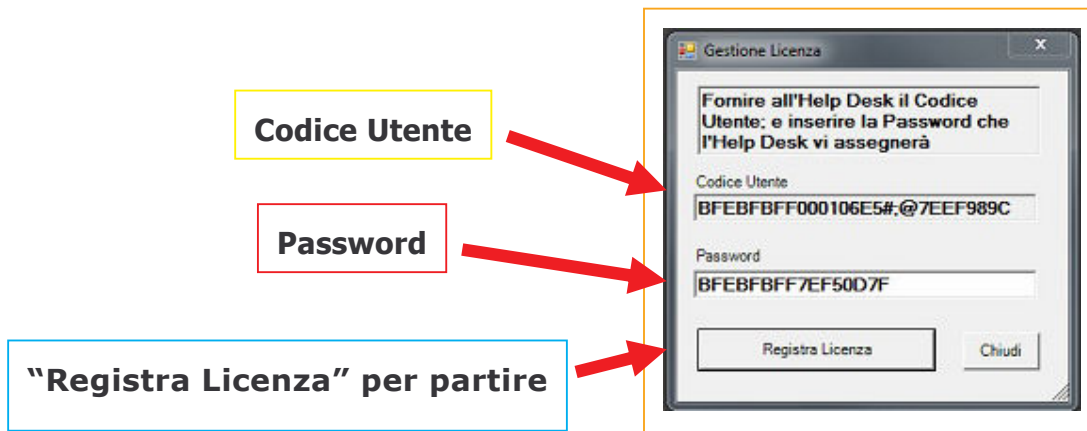 Gestione Licenza
x
Fornire all'Help Desk il Codice
Utente; e inserire la Password che
l'Help Desk vi assegnerà
Codice Utente
Codice Utente
BFEBFBFF000106E5#;@7EEF989C
Password
Password
BFEBFBFF7EF50D7F
Registra Licenza
Chiudi
“Registra Licenza” per partire